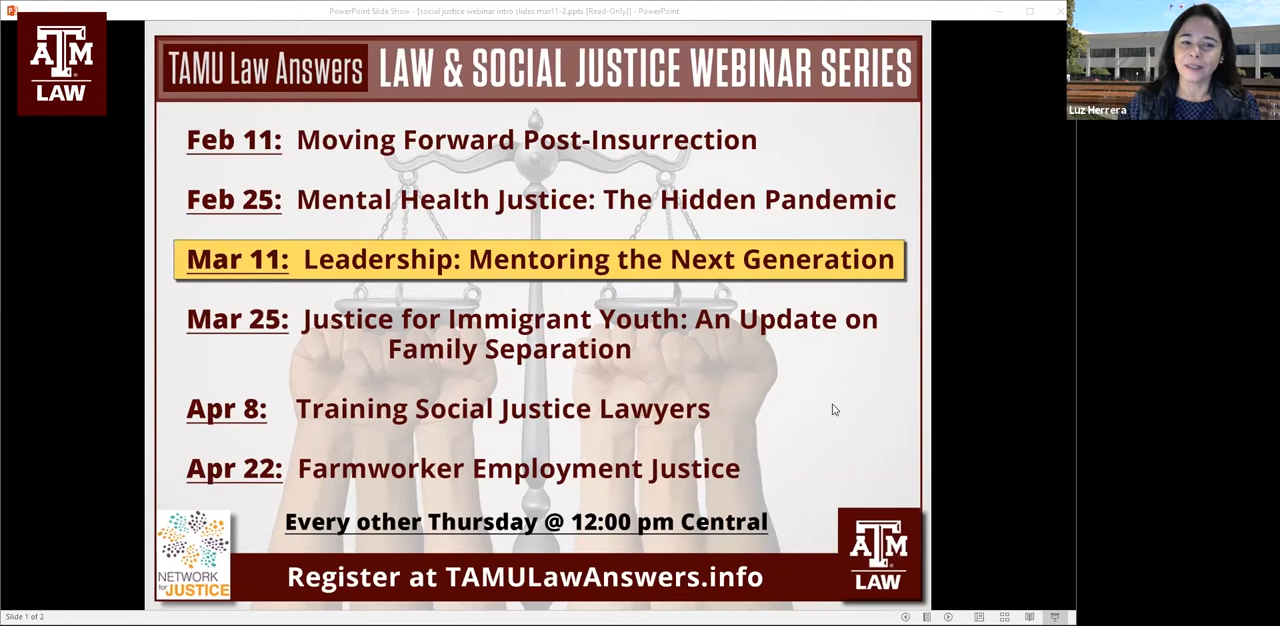 PowerPoint Slide Show - [social justice webinar intro slides mar11-2.pptx [Read-Only]] - PowerPoint
A T M
LAW
TAMU Law Answers LAW & SOCIAL JUSTICE WEBINAR SERIES
Luz Herrera
Feb 11: Moving Forward Post-Insurrection
Feb 25: Mental Health Justice: The Hidden Pandemic
Mar 11: Leadership: Mentoring the Next Generation
Mar 25: Justice for Immigrant Youth: An Update on
Family Separation
Apr 8: Training Social Justice Lawyers
Apr 22: Farmworker Employment Justice
Every other Thursday @ 12:00 pm Central
NETWORK
for JUSTICE
Register at TAMULawAnswers.info
A T M
LAW
Slide 1 of 2